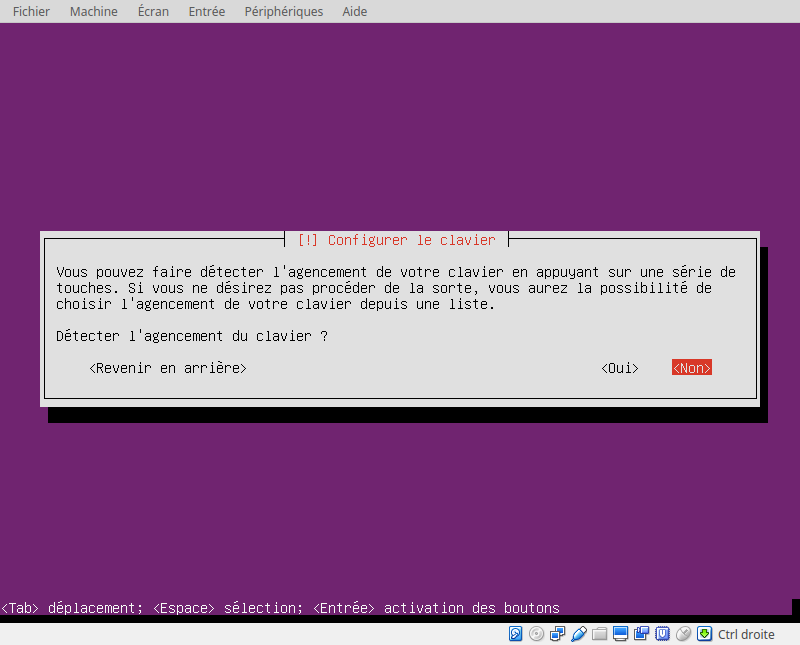 Fichier Machine Écran Entrée Périphériques Aide
[!] Configurer le clavier
Vous pouvez faire détecter l'agencement de votre clavier en appuyant sur une série de
touches. Si vous ne désirez pas procéder de la sorte, vous aurez la possibilité de
choisir l'agencement de votre clavier depuis une liste.
Détecter l'agencement du clavier ?
<Revenir en arrière> <Oui> <Non>
<Tab> déplacement; <Espace> sélection; <Entrée> activation des boutons
Ctrl droite